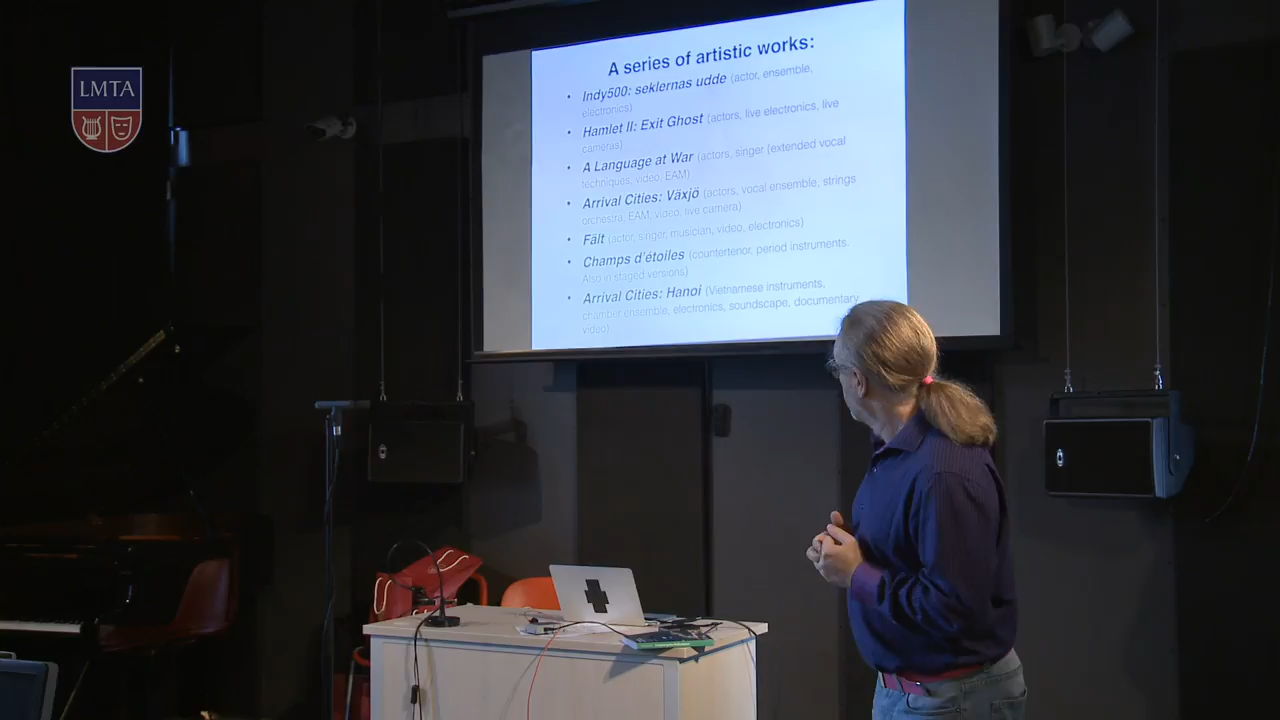 LMTA
A series of artistic works:
• Indy500: seklernas udde (actor, ensemble,
electronics)
• Hamlet II: Exit Ghost (actors, live electronics, live
cameras)
• A Language at War (actors, singer (extended vocal
techniques, video, EAM)
• Arrival Cities: Växjö (actors, vocal ensemble, strings
orchestra, EAM, video, live camera)
• Fält (actor, singer, musician, video, electronics)
• Champs d'étoiles (countertenor, period instruments.
Also in staged versions)
• Arrival Cities: Hanoi (Vietnamese instruments,
chamber ensemble, electronics, soundscape, documentary
video)